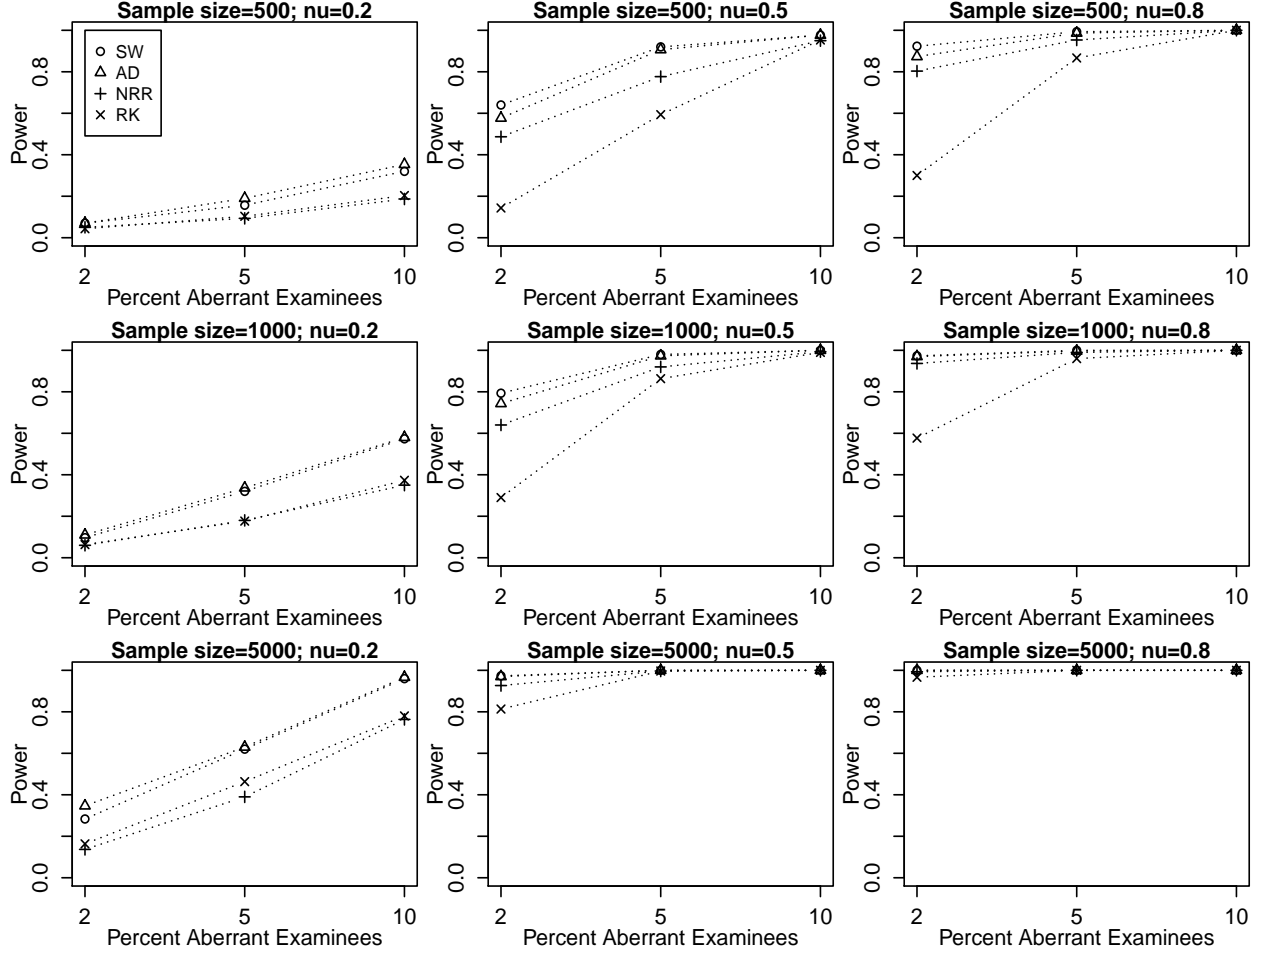 Sample size=500; nu=0.2
Power
0.0 0.4 0.8
SW
AD
NRR
RK
2 5 10
Percent Aberrant Examinees
Sample size=500; nu=0.5
Power
0.0 0.4 0.8
2 5 10
Percent Aberrant Examinees
Sample size=500; nu=0.8
Power
0.0 0.4 0.8
2 5 10
Percent Aberrant Examinees
Sample size=1000; nu=0.2
Power
0.0 0.4 0.8
2 5 10
Percent Aberrant Examinees
Sample size=1000; nu=0.5
Power
0.0 0.4 0.8
2 5 10
Percent Aberrant Examinees
Sample size=1000; nu=0.8
Power
0.0 0.4 0.8
2 5 10
Percent Aberrant Examinees
Sample size=5000; nu=0.2
Power
0.0 0.4 0.8
2 5 10
Percent Aberrant Examinees
Sample size=5000; nu=0.5
Power
0.0 0.4 0.8
2 5 10
Percent Aberrant Examinees
Sample size=5000; nu=0.8
Power
0.0 0.4 0.8
2 5 10
Percent Aberrant Examinees